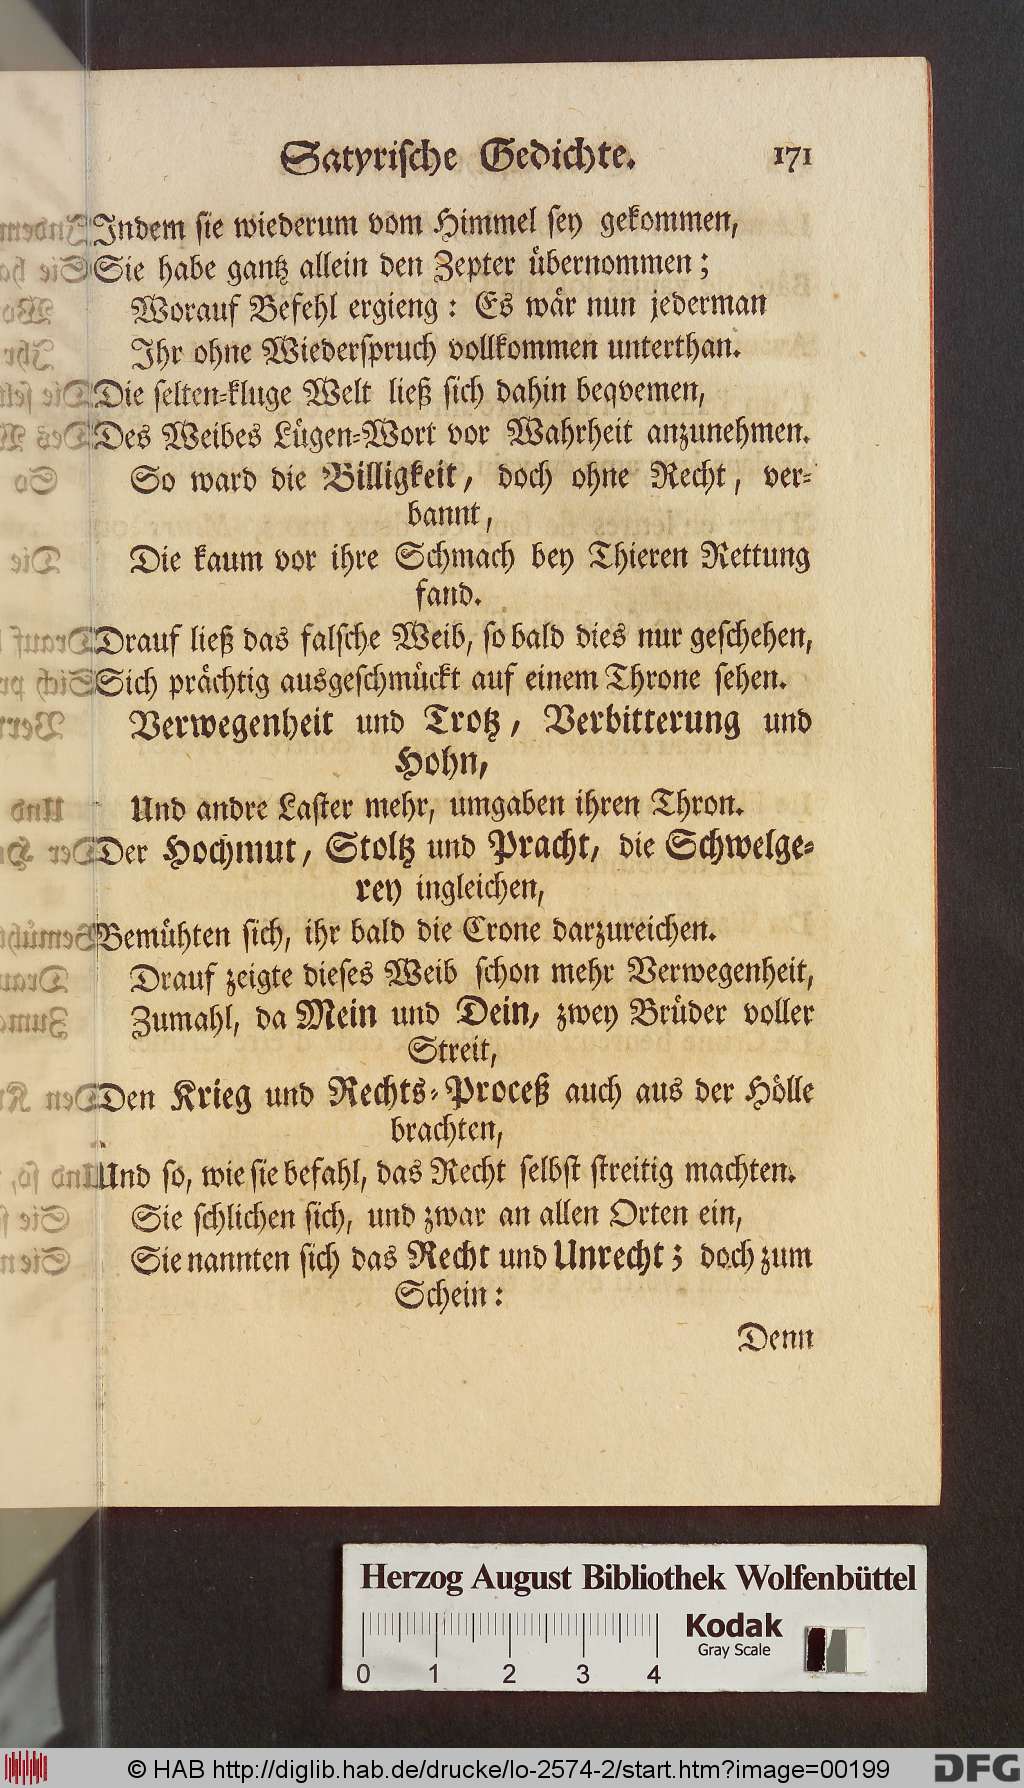 Satyrische Gedichte. 171
Indem sie wiederum vom Himmel sey gekommen,
Sie habe gantz allein den Zepter übernommen;
Worauf Befehl ergieng: Es wär nun jederman
Ihr ohne Wiederspruch vollkommen unterthan.
Die selten-kluge Welt ließ sich dahin beqvemen,
Des Weibes Lügen-Wort vor Wahrheit anzunehmen.
So ward die Billigkeit, doch ohne Recht, ver-
bannt,
Die kaum vor ihre Schmach bey Thieren Rettung
fand.
Drauf ließ das falsche Weib, so bald dies nur geschehen,
Sich prächtig ausgeschmückt auf einem Throne sehen.
Verwegenheit und Trotz, Verbitterung und
Hohn,
Und andre Laster mehr, umgaben ihren Thron.
Der Hochmut, Stoltz und Pracht, die Schwelge-
rey ingleichen,
Bemühten sich, ihr bald die Crone darzureichen.
Drauf zeigte dieses Weib schon mehr Verwegenheit,
Zumahl, da Mein und Dein, zwey Brüder voller
Streit,
Den Krieg und Rechts-Proceß auch aus der Hölle
brachten,
Und so, wie sie befahl, das Recht selbst streitig machten.
Sie schlichen sich, und zwar an allen Orten ein,
Sie nannten sich das Recht und Unrecht; doch zum
Schein:
Denn
Herzog August Bibliothek Wolfenbüttel
Kodak
Gray Scale
0 1 2 3 4
© HAB http://diglib.hab.de/drucke/lo-2574-2/start.htm?image=00199
DFG